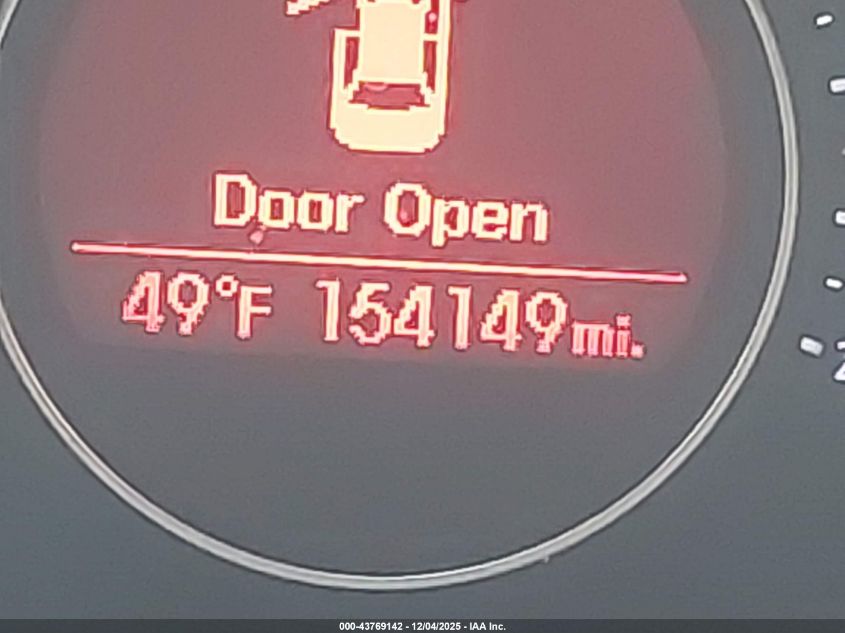 Door Open
49°F 154149mi.
000-43769142 - 12/04/2025 - IAA Inc.